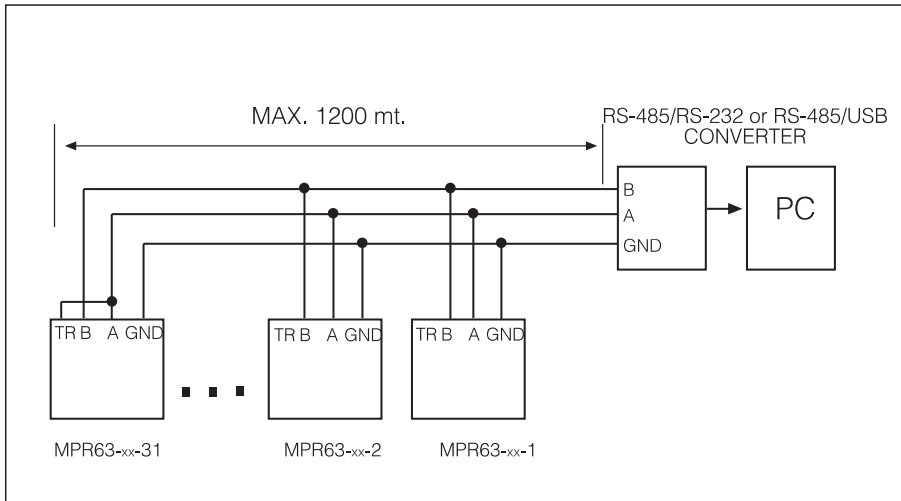 MAX. 1200 mt.
RS-485/RS-232 or RS-485/USB
CONVERTER
B
A
GND
PC
TR B A GND
TR B A GND
TR B A GND
MPR63-xx-31
MPR63-xx-2
MPR63-xx-1